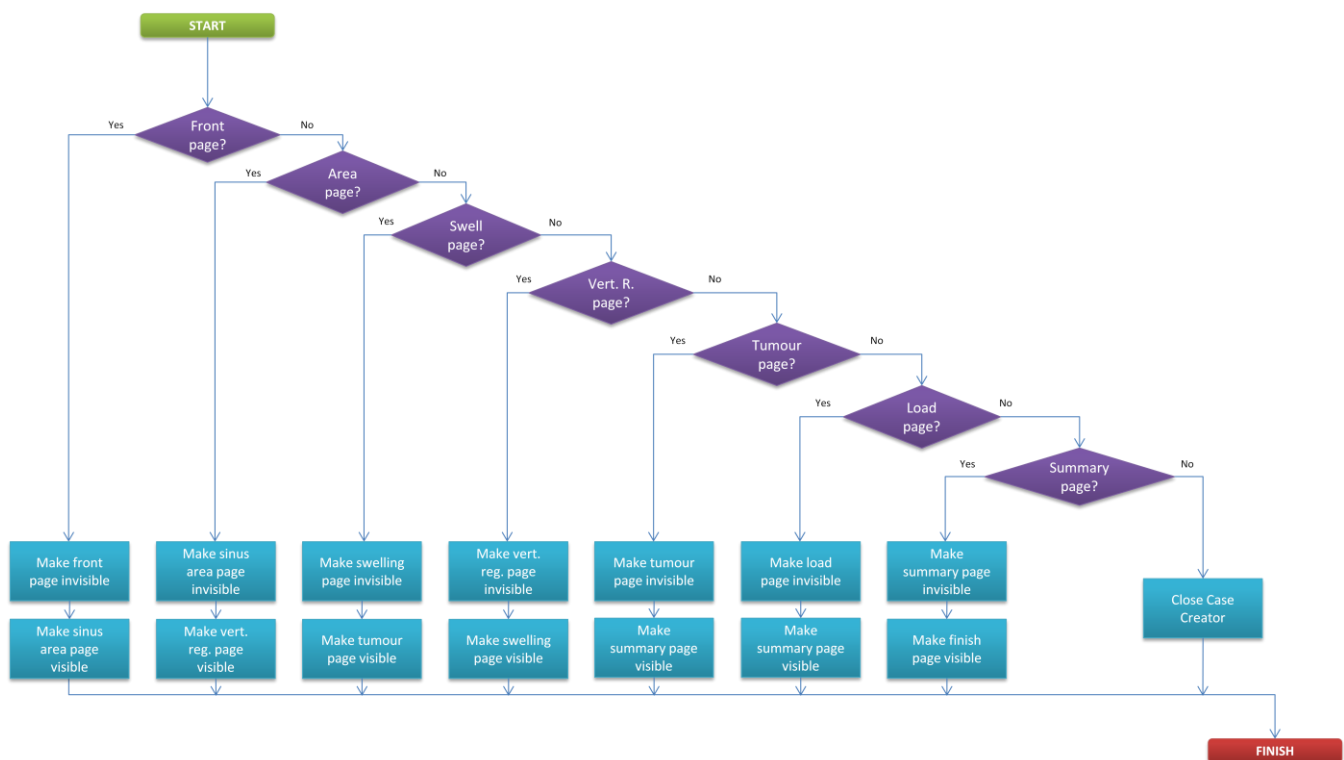 START
Yes
Front
page?
No
Yes
Area
page?
No
Yes
Swell
page?
No
Yes
Vert. R.
page?
No
Yes
Tumour
page?
No
Yes
Load
page?
No
Yes
Summary
page?
No
Make front
page invisible
Make sinus
area page
invisible
Make swelling
page invisible
Make vert.
reg. page
invisible
Make tumour
page invisible
Make load
page invisible
Make
summary page
invisible
Close Case
Creator
Make sinus
area page
visible
Make vert.
reg. page
visible
Make tumour
page visible
Make swelling
page visible
Make
summary page
visible
Make
summary page
visible
Make finish
page visible
FINISH